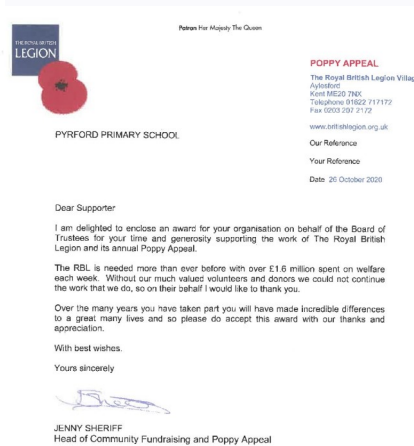 Patron Her Majesty The Queen
THE ROYAL BRITISH
LEGION
POPPY APPEAL
The Royal British Legion Villag
Aylesford
Kent ME20 7NX
Telephone 01622 717172
Fax 0203 207 2172
www.britishlegion.org.uk
Our Reference
Your Reference
Date 26 October 2020
PYRFORD PRIMARY SCHOOL
Dear Supporter
I am delighted to enclose an award for your organisation on behalf of the Board of
Trustees for your time and generosity supporting the work of The Royal British
Legion and its annual Poppy Appeal.
The RBL is needed more than ever before with over £1.6 million spent on welfare
each week. Without our much valued volunteers and donors we could not continue
the work that we do, so on their behalf I would like to thank you.
Over the many years you have taken part you will have made incredible differences
to a great many lives and so please do accept this award with our thanks and
appreciation.
With best wishes.
Yours sincerely
JENNY SHERIFF
Head of Community Fundraising and Poppy Appeal